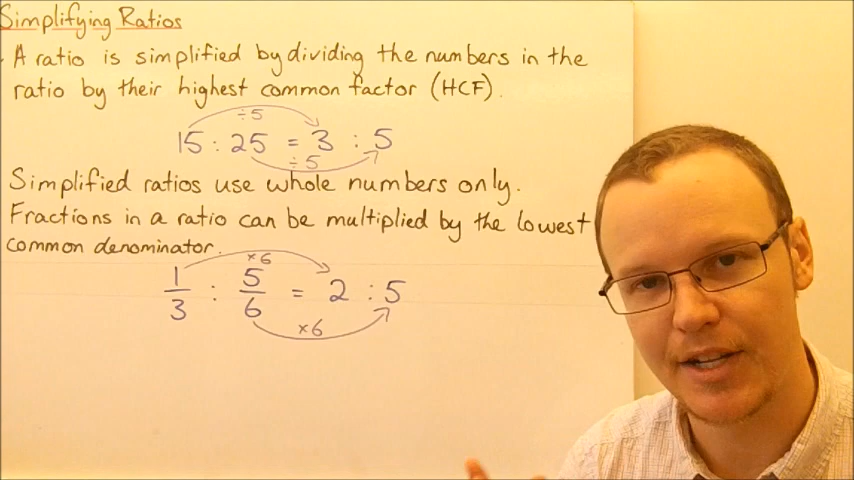 Simplifying Ratios
- A ratio is simplified by dividing the numbers in the
ratio by their highest common factor (HCF).
÷5
15 : 25 = 3 : 5
÷5
Simplified ratios use whole numbers only.
Fractions in a ratio can be multiplied by the lowest
common denominator.
×6
1/3 : 5/6 = 2 : 5
×6